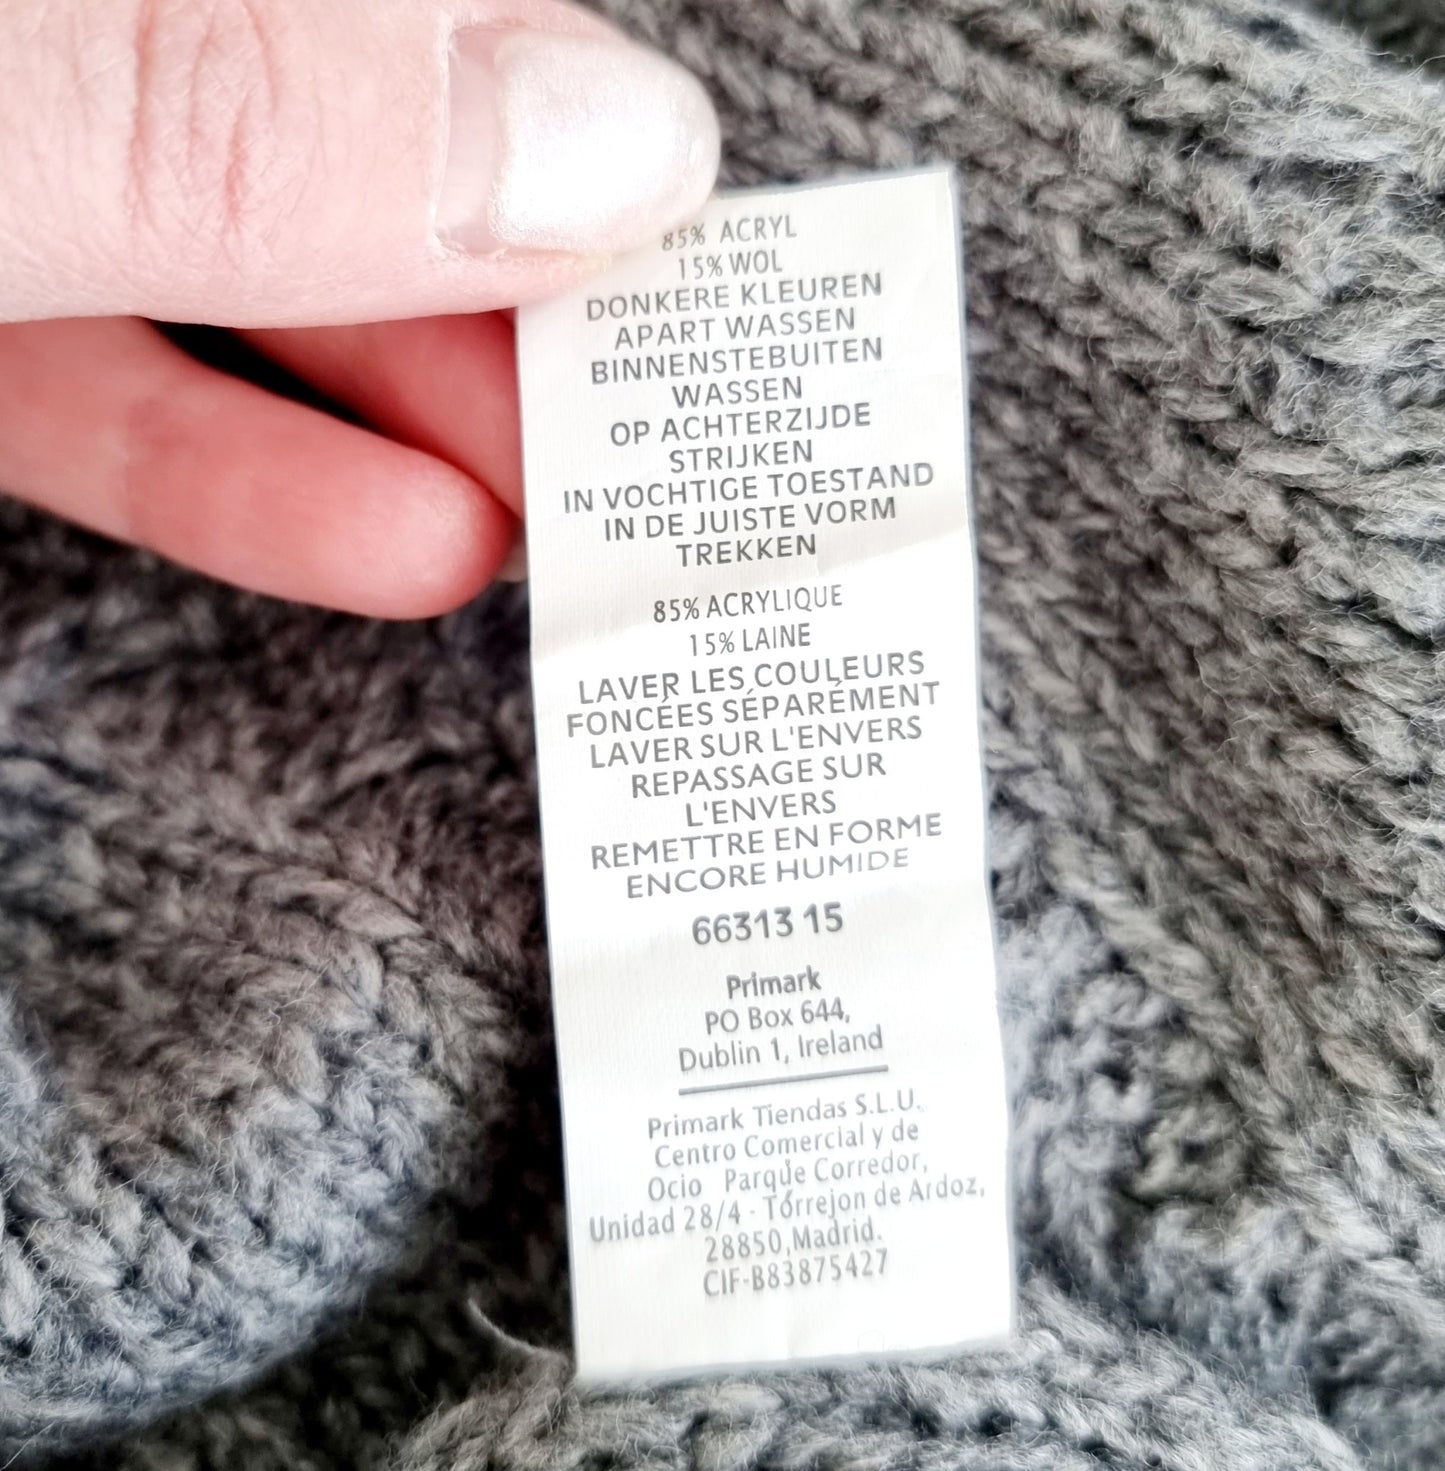 85% ACRYL
15% WOL
DONKERE KLEUREN
APART WASSEN
BINNENSTEBUITEN
WASSEN
OP ACHTERZIJDE
STRIJKEN
IN VOCHTIGE TOESTAND
IN DE JUISTE VORM
TREKKEN
85% ACRYLIQUE
15% LAINE
LAVER LES COULEURS
FONCÉES SÉPARÉMENT
LAVER SUR L'ENVERS
REPASSAGE SUR
L'ENVERS
REMETTRE EN FORME
ENCORE HUMIDE
66313 15
Primark
PO Box 644,
Dublin 1, Ireland
Primark Tiendas S.L.U.
Centro Comercial y de
Ocio Parque Corredor,
Unidad 28/4 - Tórrejon de Ardoz,
28850,Madrid.
CIF-B83875427